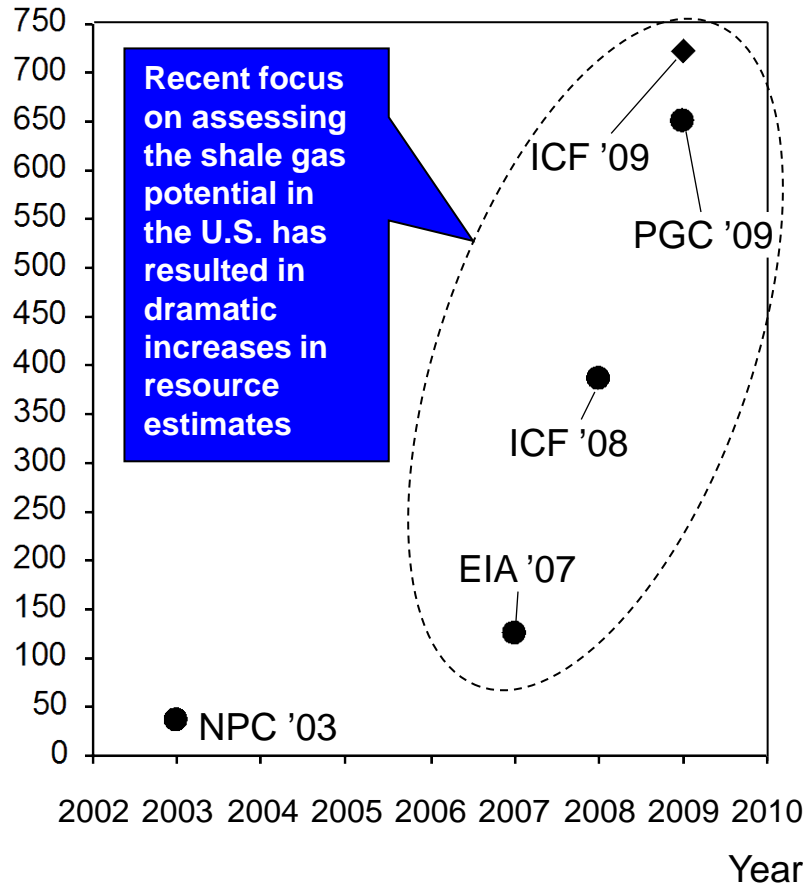 750
700
650
600
550
500
450
400
350
300
250
200
150
100
50
0
Recent focus
on assessing
the shale gas
potential in
the U.S. has
resulted in
dramatic
increases in
resource
estimates
ICF ’09
PGC ’09
ICF ’08
EIA ’07
NPC ’03
2002 2003 2004 2005 2006 2007 2008 2009 2010
Year